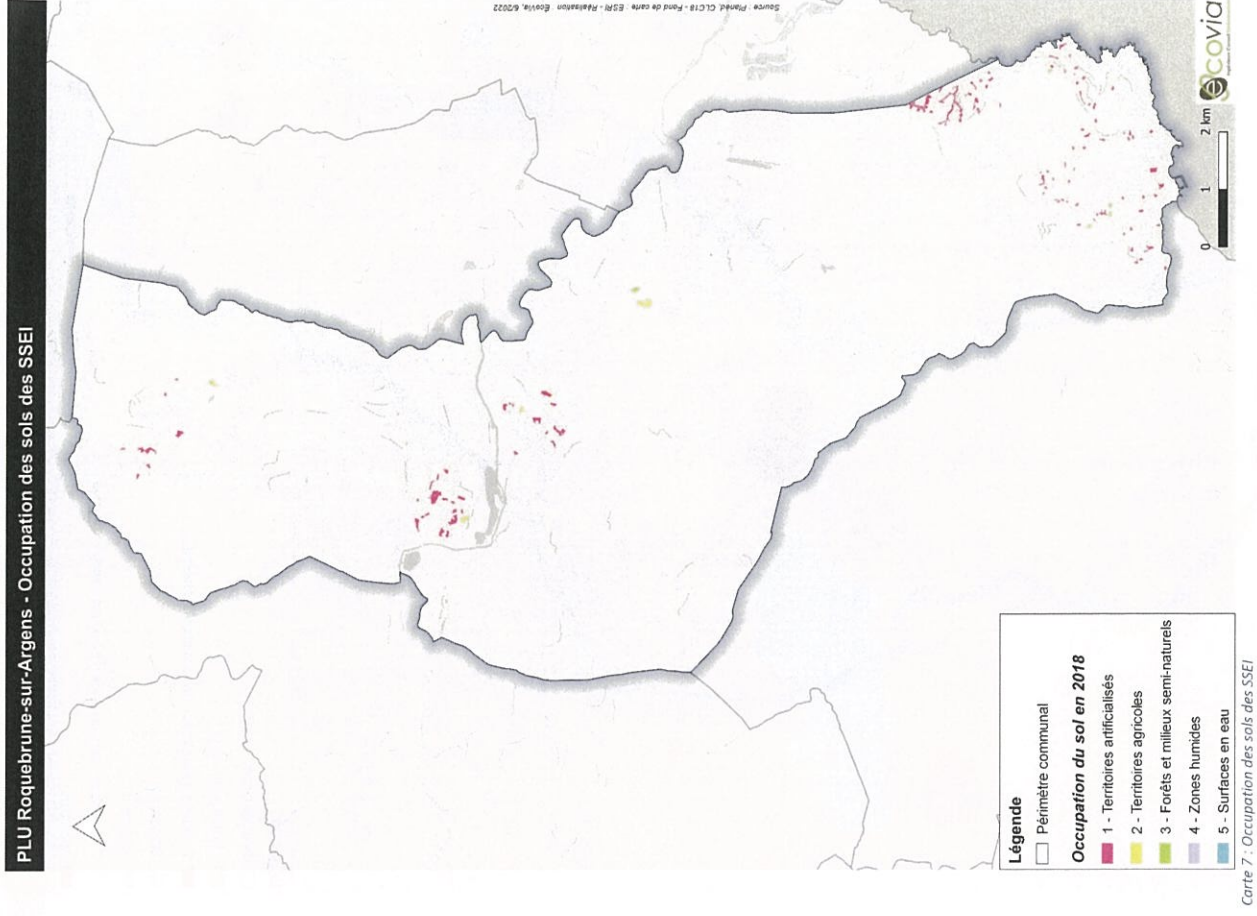 PLU Roquebrune-sur-Argens - Occupation des sols des SSEI
Source : Planed, CLC18 - Fond de carte : ESRI - Réalisation : EcoVia, 6/2022
Légende
Périmètre communal
Occupation du sol en 2018
1 - Territoires artificialisés
2 - Territoires agricoles
3 - Forêts et milieux semi-naturels
4 - Zones humides
5 - Surfaces en eau
0 1 2 km
ecovia
Carte 7 : Occupation des sols des SSEI